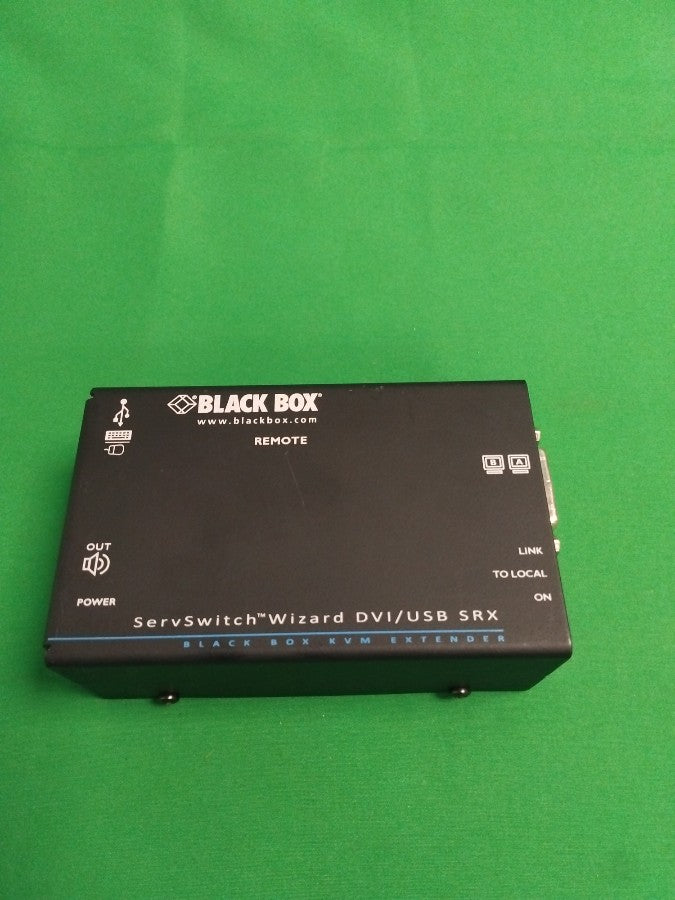 BLACK BOX®
www.blackbox.com
REMOTE
B A
OUT
LINK
TO LOCAL
POWER
ON
ServSwitch™Wizard DVI/USB SRX
BLACK BOX KVM EXTENDER